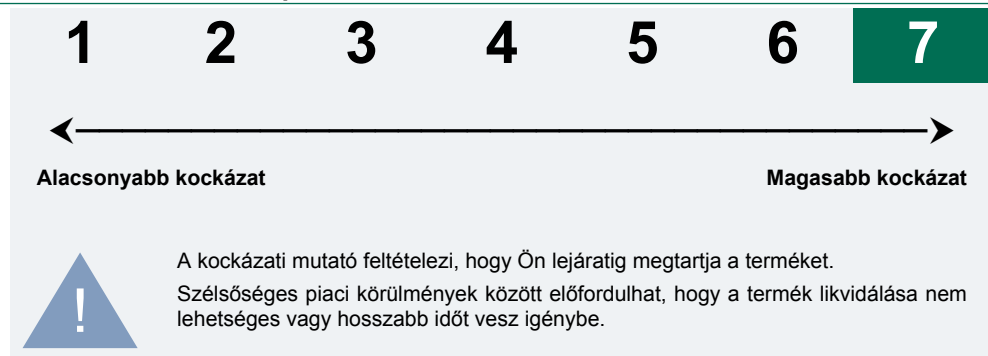 1 2 3 4 5 6 7
Alacsonyabb kockázat Magasabb kockázat
A kockázati mutató feltételezi, hogy Ön lejáratig megtartja a terméket.
Szélsőséges piaci körülmények között előfordulhat, hogy a termék likvidálása nem
lehetséges vagy hosszabb időt vesz igénybe.
!